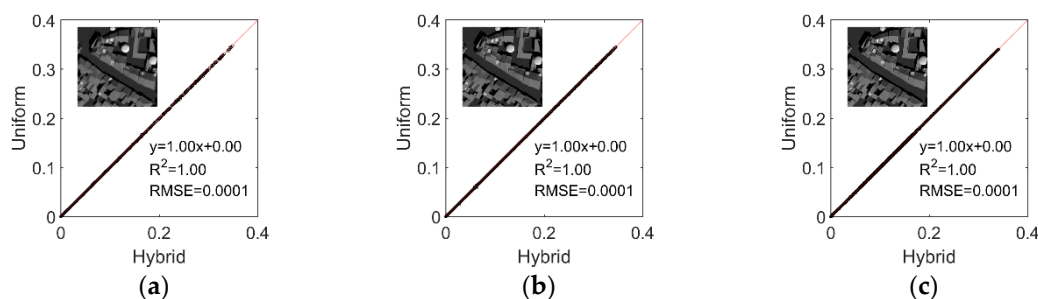 0.4
0.3
0.2
0.1
0
Uniform
y=1.00x+0.00
R²=1.00
RMSE=0.0001
0 0.2 0.4
Hybrid
(a)
0.4
0.3
0.2
0.1
0
Uniform
y=1.00x+0.00
R²=1.00
RMSE=0.0001
0 0.2 0.4
Hybrid
(b)
0.4
0.3
0.2
0.1
0
Uniform
y=1.00x+0.00
R²=1.00
RMSE=0.0001
0 0.2 0.4
Hybrid
(c)